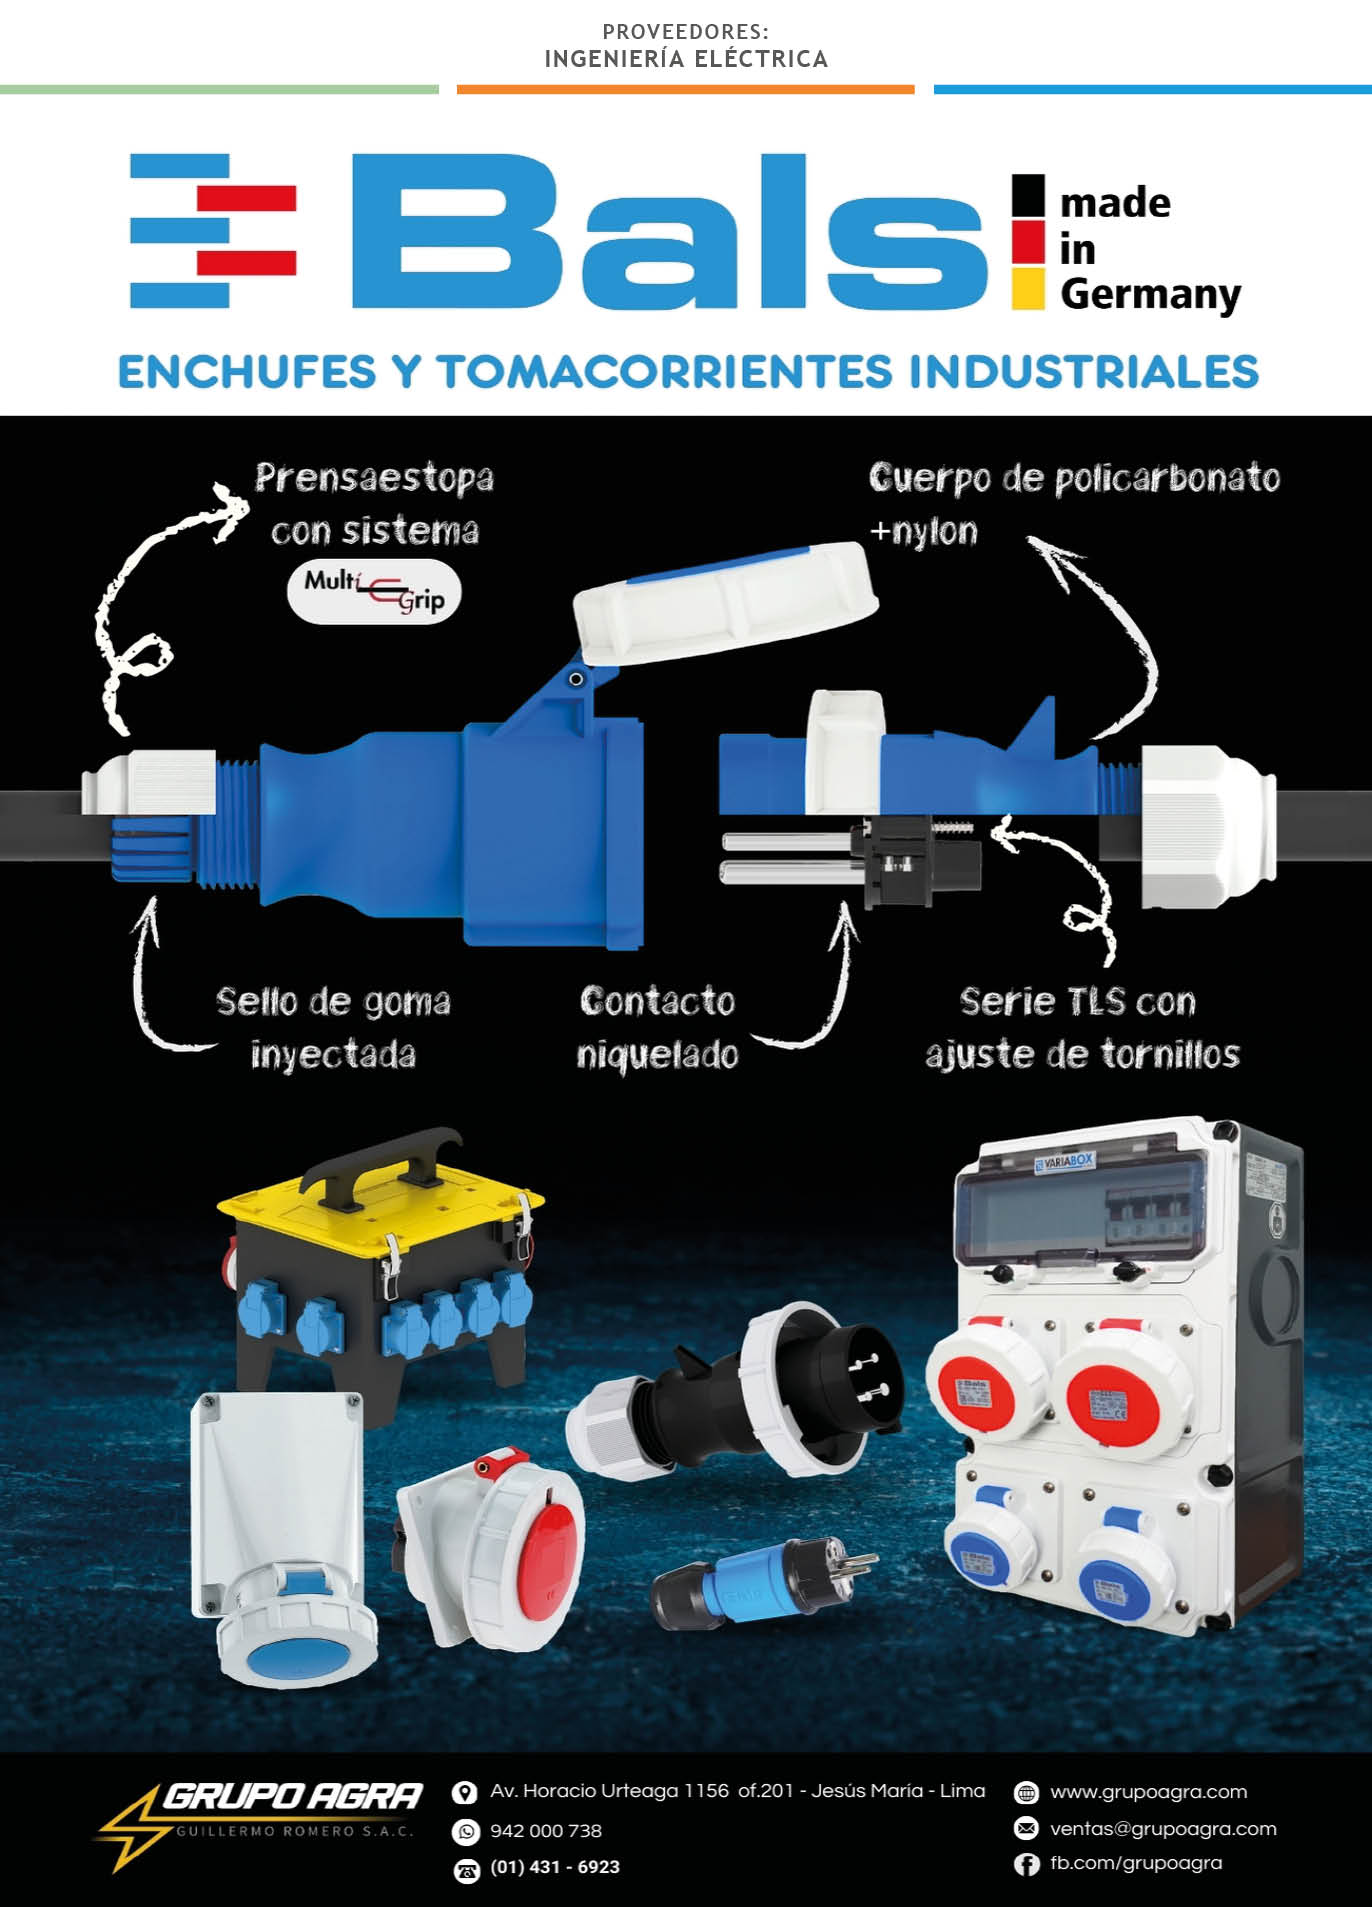 PROVEEDORES:
INGENIERÍA ELÉCTRICA
Bals
made
in
Germany
ENCHUFES Y TOMACORRIENTES INDUSTRIALES
Prensaestopa
con sistema
Multi
Grip
Cuerpo de policarbonato
+nylon
Sello de goma
inyectada
Contacto
niquelado
Serie TLS con
ajuste de tornillos
VARIABOX
Bals
Bals
GRUPO AGRA
GUILLERMO ROMERO S.A.C.
Av. Horacio Urteaga 1156 of.201 - Jesús María - Lima
942 000 738
(01) 431 - 6923
www.grupoagra.com
ventas@grupoagra.com
fb.com/grupoagra